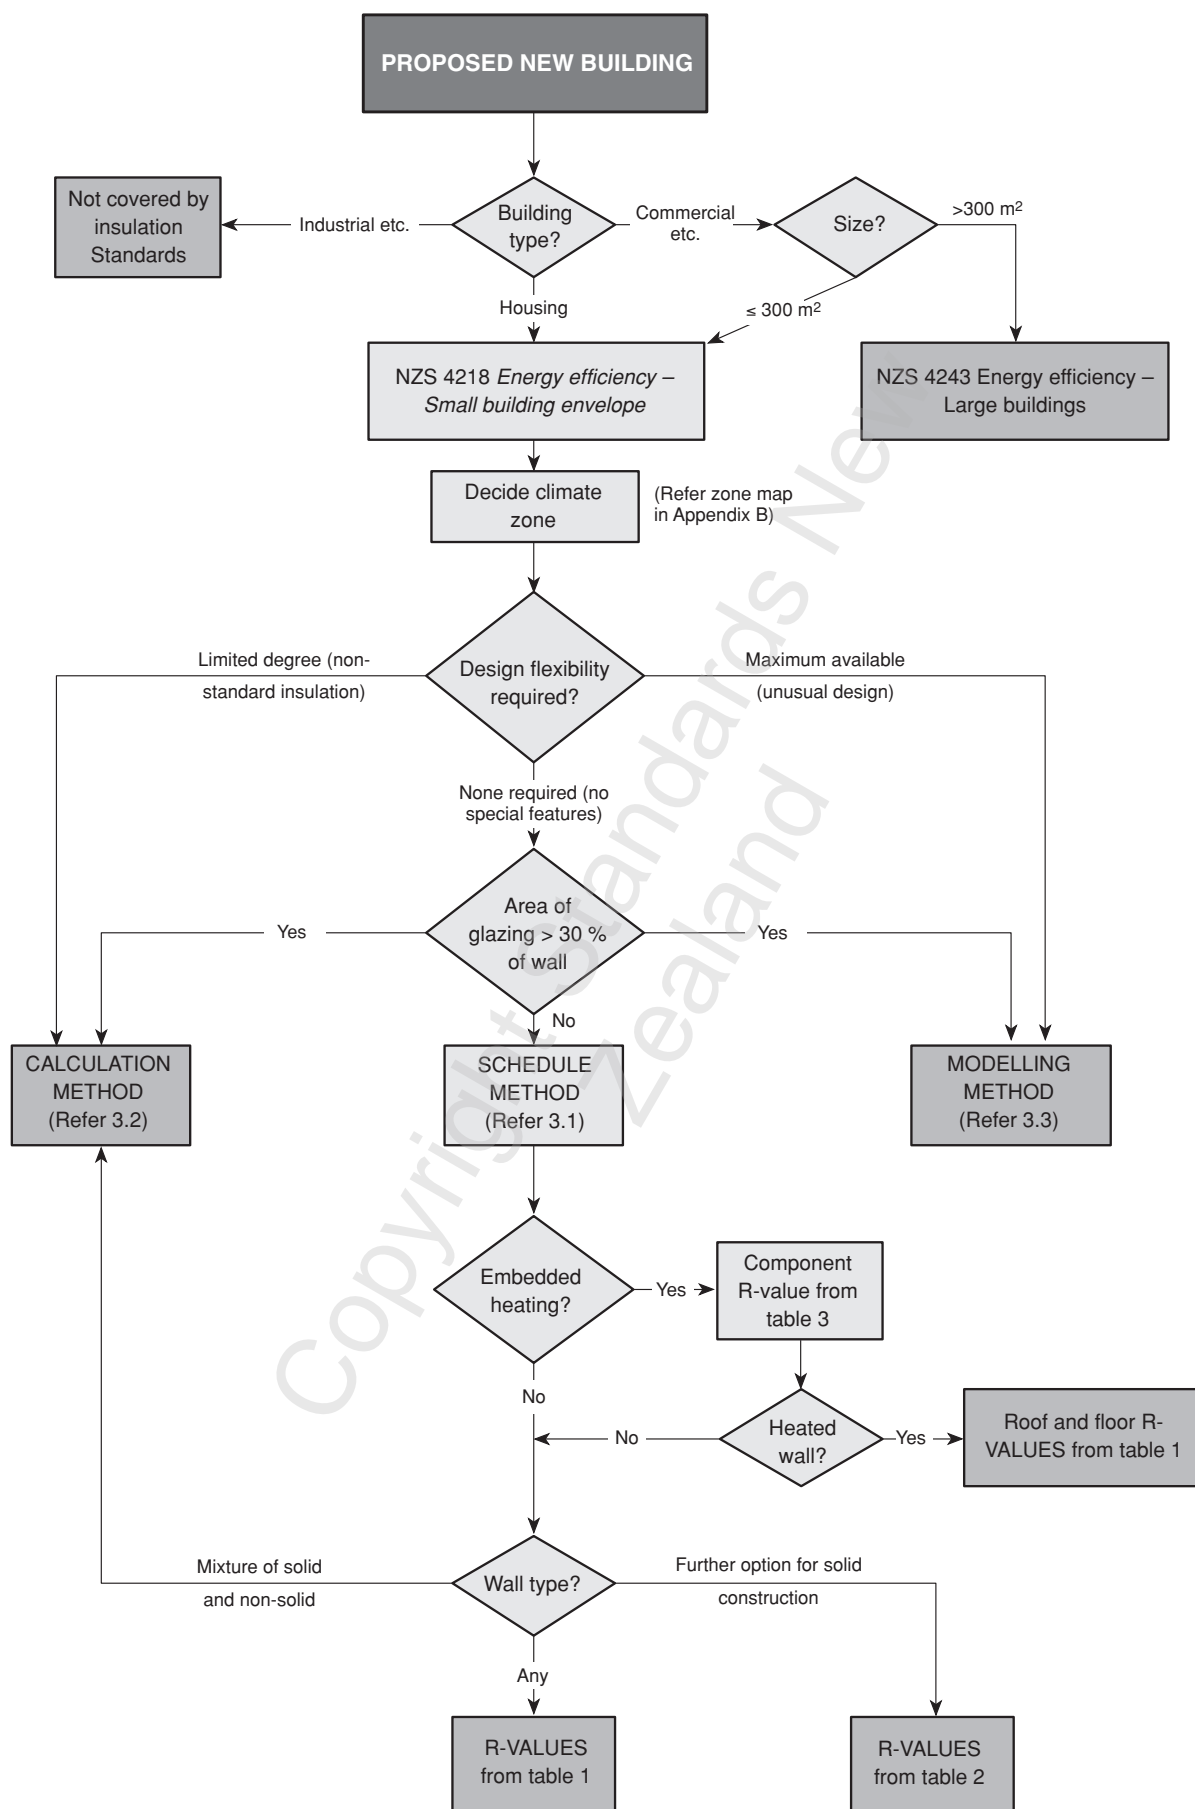 PROPOSED NEW BUILDING
Not covered by
insulation
Standards
Industrial etc.
Building
type?
Commercial
etc.
Size?
>300 m²
Housing
≤ 300 m²
NZS 4218 Energy efficiency –
Small building envelope
NZS 4243 Energy efficiency –
Large buildings
Decide climate
zone
(Refer zone map
in Appendix B)
Limited degree (non-
standard insulation)
Design flexibility
required?
Maximum available
(unusual design)
None required (no
special features)
Yes
Area of
glazing > 30 %
of wall
Yes
No
CALCULATION
METHOD
(Refer 3.2)
SCHEDULE
METHOD
(Refer 3.1)
MODELLING
METHOD
(Refer 3.3)
Embedded
heating?
Yes
Component
R-value from
table 3
No
No
Heated
wall?
Yes
Roof and floor R-
VALUES from table 1
Mixture of solid
and non-solid
Wall type?
Further option for solid
construction
Any
R-VALUES
from table 1
R-VALUES
from table 2
Copyright Standards New
Zealand